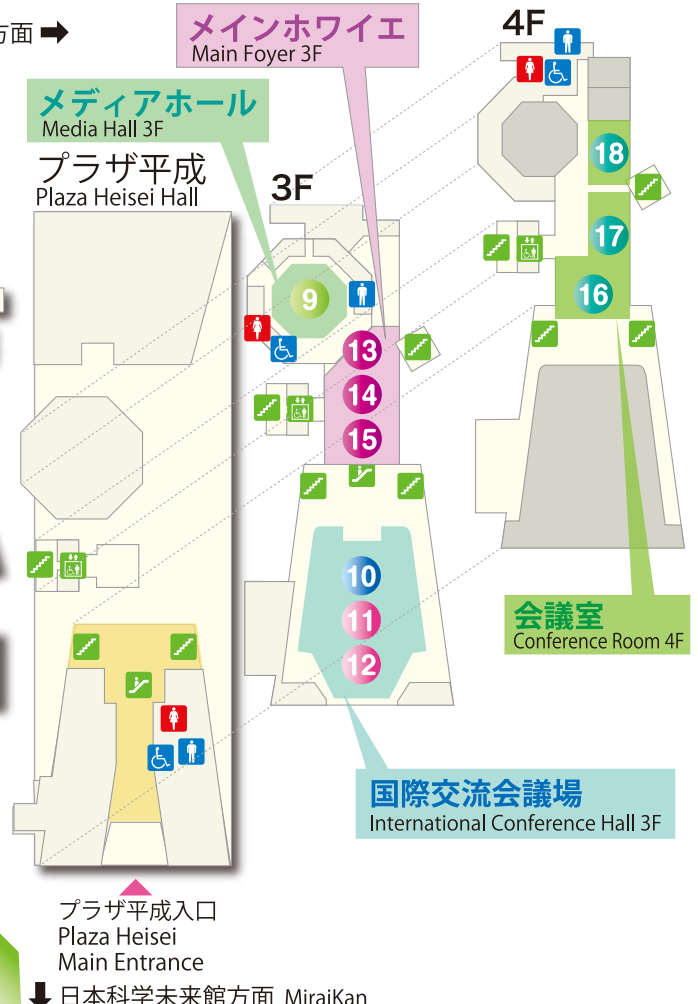 方面 ➡
メインホワイエ
Main Foyer 3F
4F
メディアホール
Media Hall 3F
プラザ平成
Plaza Heisei Hall
3F
18
17
16
9
13
14
15
10
11
12
会議室
Conference Room 4F
国際交流会議場
International Conference Hall 3F
プラザ平成入口
Plaza Heisei
Main Entrance
⬇ 日本科学未来館方面 MiraiKan